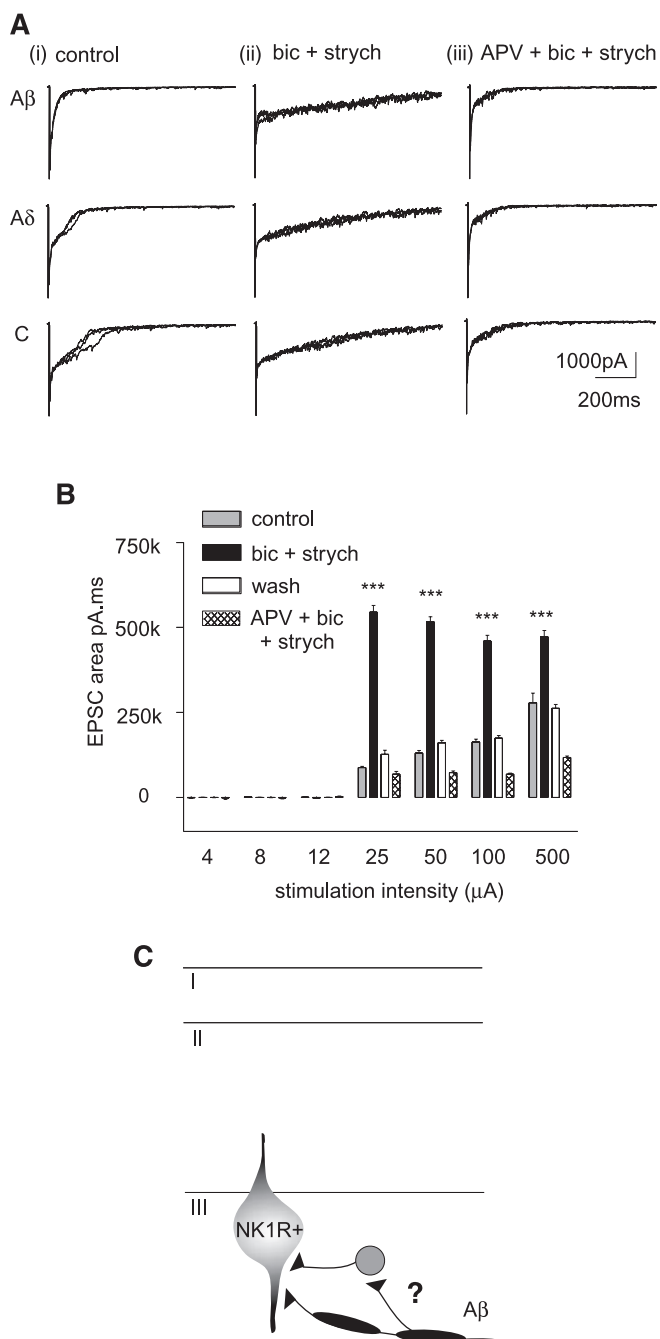 A
(i) control
(ii) bic + strych
(iii) APV + bic + strych
Aβ
Aδ
C
1000pA
200ms
B
control
bic + strych
wash
APV + bic
+ strych
EPSC area pA.ms
750k
500k
250k
0
***
***
***
***
4 8 12 25 50 100 500
stimulation intensity (μA)
C
I
II
III
NK1R+
?
Aβ